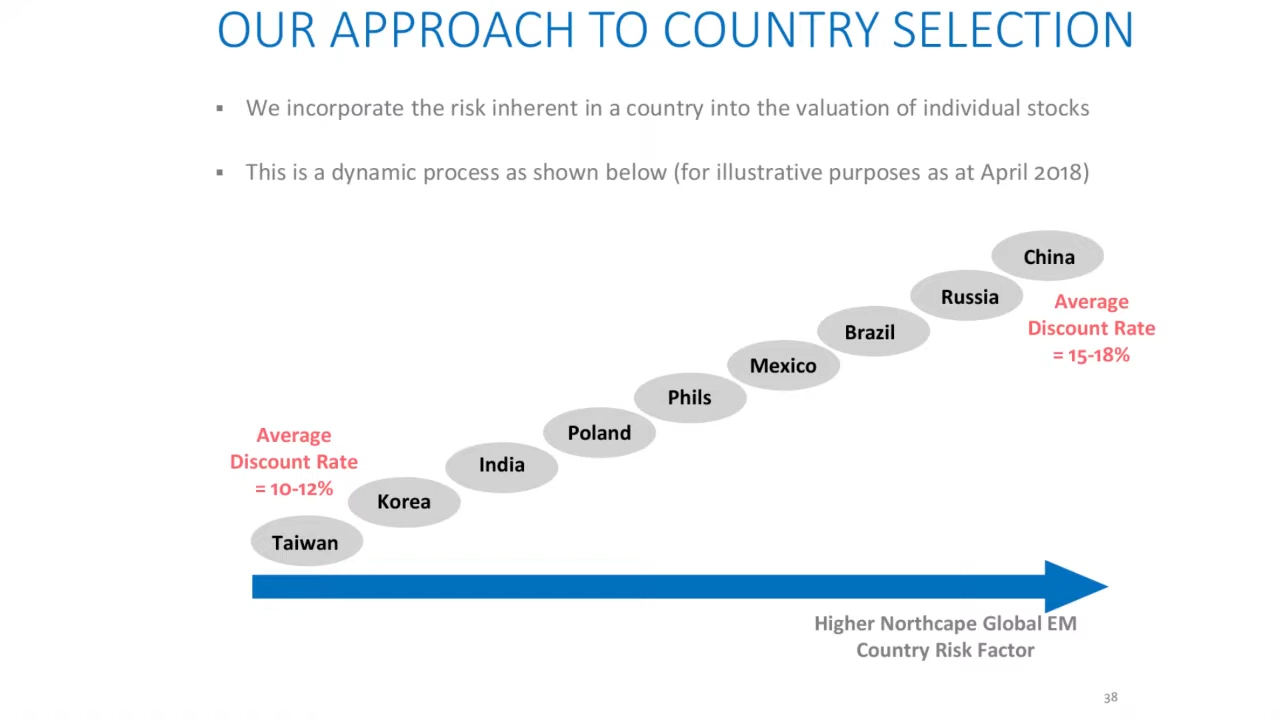 OUR APPROACH TO COUNTRY SELECTION
▪ We incorporate the risk inherent in a country into the valuation of individual stocks
▪ This is a dynamic process as shown below (for illustrative purposes as at April 2018)
China
Russia
Average
Discount Rate
= 15-18%
Brazil
Mexico
Phils
Poland
Average
Discount Rate
= 10-12%
India
Korea
Taiwan
Higher Northcape Global EM
Country Risk Factor
38